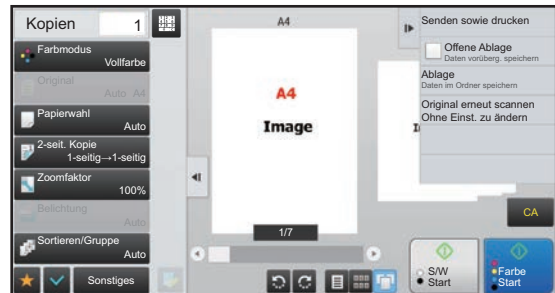 Kopien 1
Farbmodus
Vollfarbe
Original
Auto A4
Papierwahl
Auto
2-seit. Kopie
1-seitig→1-seitig
Zoomfaktor
100%
Belichtung
Auto
Sortieren/Gruppe
Auto
Sonstiges
A4
A4
Image
1/7
Senden sowie drucken
Offene Ablage
Daten vorüberg. speichern
Ablage
Daten im Ordner speichern
Original erneut scannen
Ohne Einst. zu ändern
CA
S/W
Start
Farbe
Start